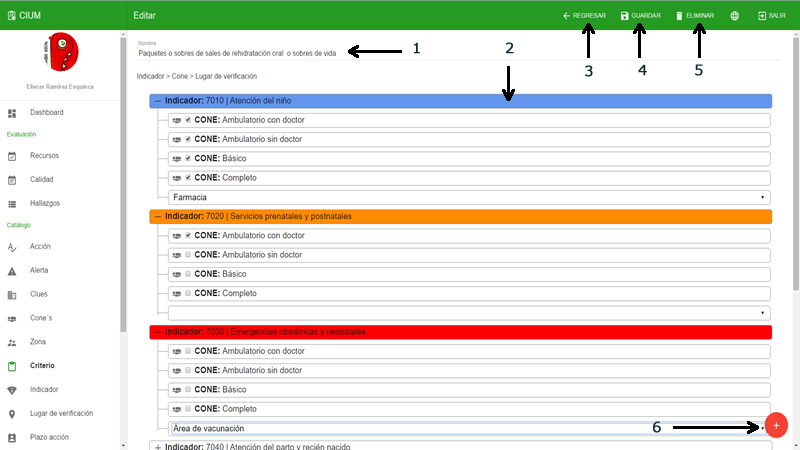 CIUM
Editar
REGRESAR
GUARDAR
ELIMINAR
SALIR
Eliecer Ramírez Esquinca
Dashboard
Evaluación
Recursos
Calidad
Hallazgos
Catálogo
Acción
Alerta
Clues
Cone´s
Zona
Criterio
Indicador
Lugar de verificación
Plazo acción
Nombre
Paquetes o sobres de sales de rehidratación oral o sobres de vida
1
2
3
4
5
Indicador > Cone > Lugar de verificación
Indicador: 7010 | Atención del niño
CONE: Ambulatorio con doctor
CONE: Ambulatorio sin doctor
CONE: Básico
CONE: Completo
Farmacia
Indicador: 7020 | Servicios prenatales y postnatales
CONE: Ambulatorio con doctor
CONE: Ambulatorio sin doctor
CONE: Básico
CONE: Completo
Indicador: 7030 | Emergencias obstétricas y neonatales
CONE: Ambulatorio con doctor
CONE: Ambulatorio sin doctor
CONE: Básico
CONE: Completo
Área de vacunación
6
+
Indicador: 7040 | Atención del parto y recién nacido